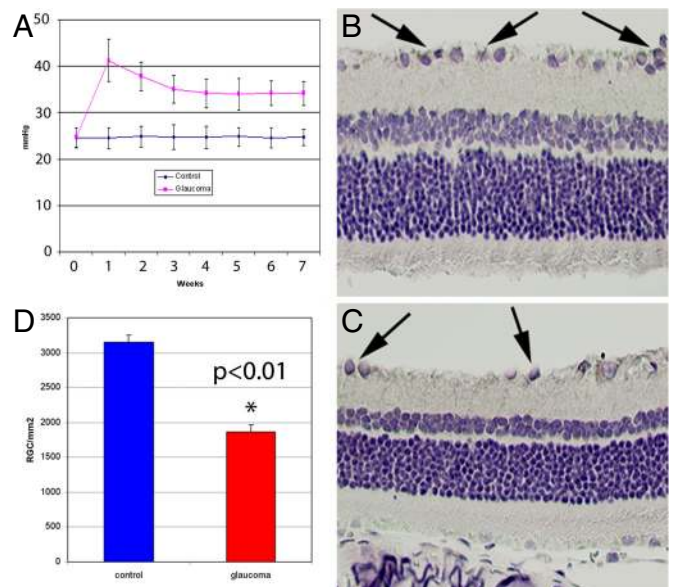 A
50
40
30
20
10
0
mmHg
0 1 2 3 4 5 6 7
Weeks
Control
Glaucoma
B
D
3500
3000
2500
2000
1500
1000
500
0
RGC/mm2
p<0.01
*
control glaucoma
C